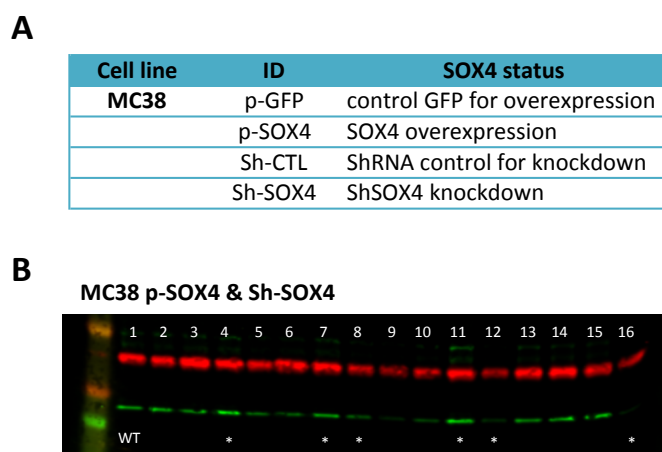 A
Cell line ID SOX4 status
MC38 p-GFP control GFP for overexpression
p-SOX4 SOX4 overexpression
Sh-CTL ShRNA control for knockdown
Sh-SOX4 ShSOX4 knockdown
B
MC38 p-SOX4 & Sh-SOX4
1 2 3 4 5 6 7 8 9 10 11 12 13 14 15 16
WT * * * * * *